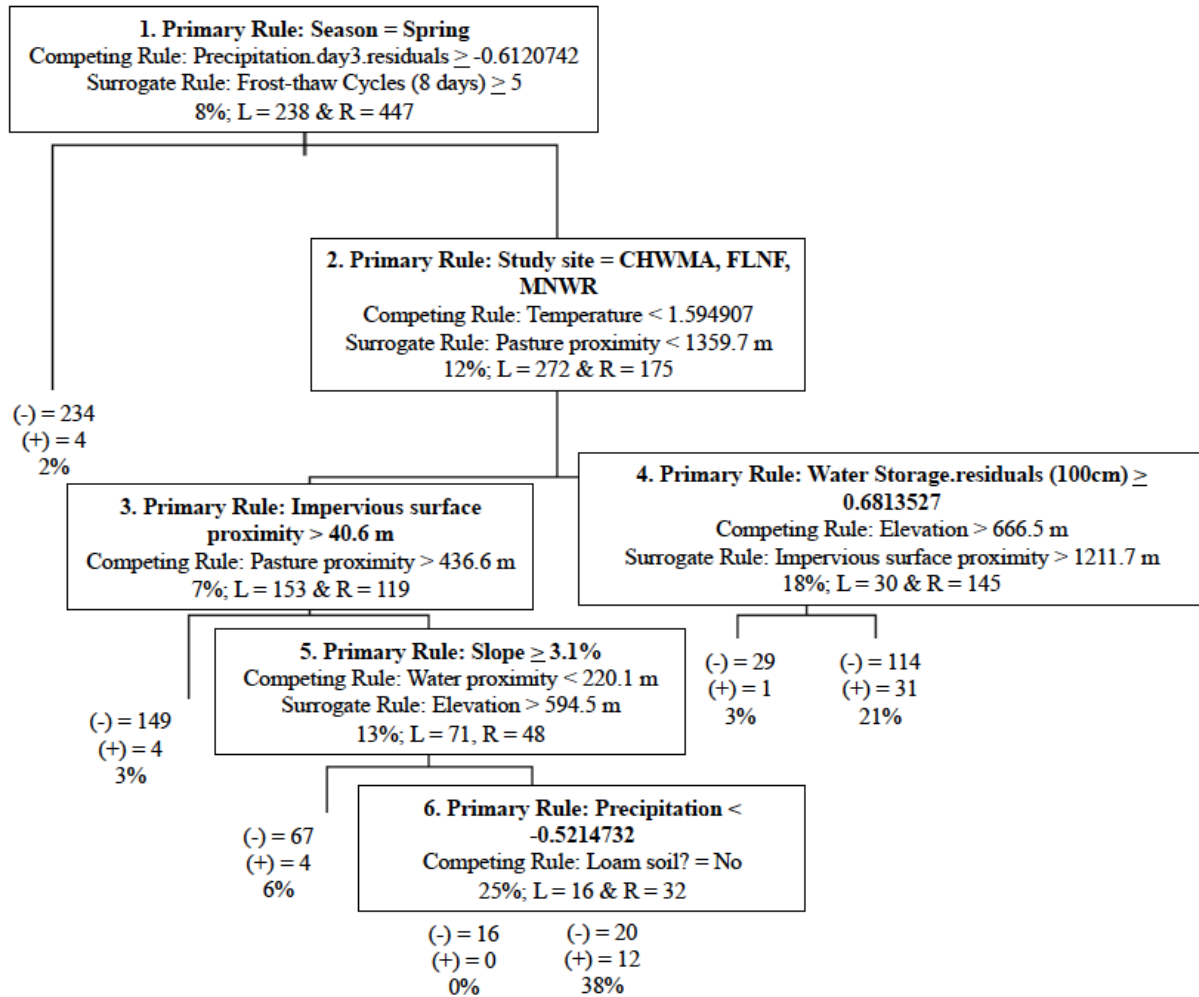 1. Primary Rule: Season = Spring
Competing Rule: Precipitation.day3.residuals ≥ -0.6120742
Surrogate Rule: Frost-thaw Cycles (8 days) ≥ 5
8%; L = 238 & R = 447
2. Primary Rule: Study site = CHWMA, FLNF,
MNWR
Competing Rule: Temperature < 1.594907
Surrogate Rule: Pasture proximity < 1359.7 m
12%; L = 272 & R = 175
(-) = 234
(+) = 4
2%
3. Primary Rule: Impervious surface
proximity > 40.6 m
Competing Rule: Pasture proximity > 436.6 m
7%; L = 153 & R = 119
4. Primary Rule: Water Storage.residuals (100cm) ≥
0.6813527
Competing Rule: Elevation > 666.5 m
Surrogate Rule: Impervious surface proximity > 1211.7 m
18%; L = 30 & R = 145
(-) = 149
(+) = 4
3%
5. Primary Rule: Slope ≥ 3.1%
Competing Rule: Water proximity < 220.1 m
Surrogate Rule: Elevation > 594.5 m
13%; L = 71, R = 48
(-) = 29
(+) = 1
3%
(-) = 114
(+) = 31
21%
(-) = 67
(+) = 4
6%
6. Primary Rule: Precipitation <
-0.5214732
Competing Rule: Loam soil? = No
25%; L = 16 & R = 32
(-) = 16
(+) = 0
0%
(-) = 20
(+) = 12
38%